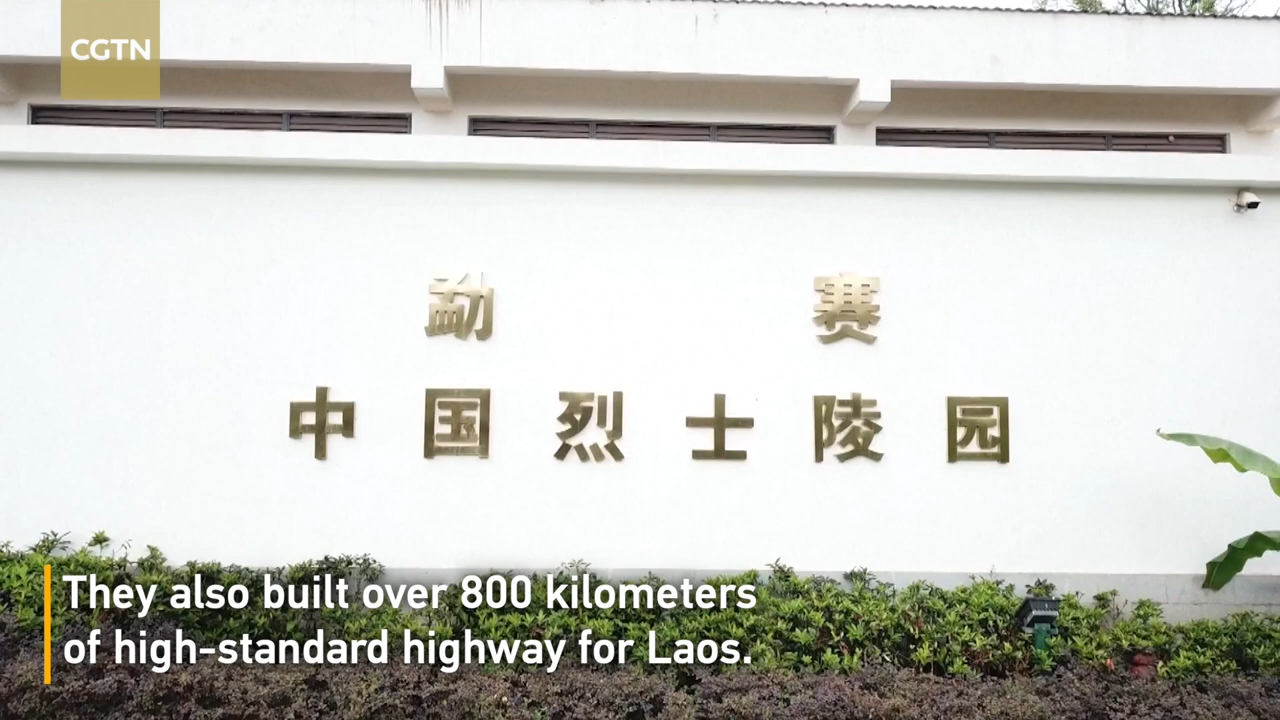 CGTN
勐 赛
中 国 烈 士 陵 园
They also built over 800 kilometers
of high-standard highway for Laos.